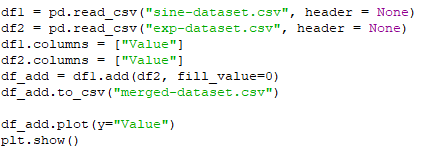 df1 = pd.read_csv("sine-dataset.csv", header = None)
df2 = pd.read_csv("exp-dataset.csv", header = None)
df1.columns = ["Value"]
df2.columns = ["Value"]
df_add = df1.add(df2, fill_value=0)
df_add.to_csv("merged-dataset.csv")
df_add.plot(y="Value")
plt.show()